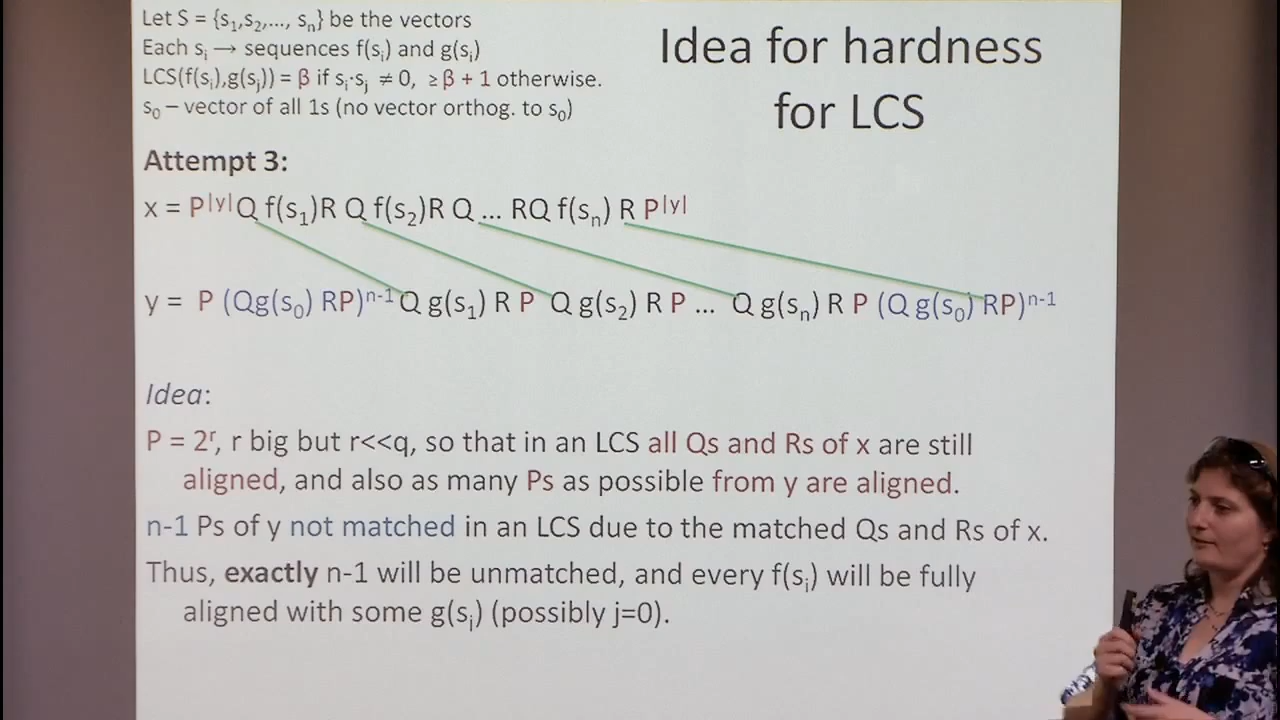 Let S = {s₁,s₂,..., sₙ} be the vectors
Each sᵢ → sequences f(sᵢ) and g(sᵢ)
LCS(f(sᵢ),g(sⱼ)) = β if sᵢ·sⱼ ≠ 0, ≥ β + 1 otherwise.
s₀ – vector of all 1s (no vector orthog. to s₀)
Idea for hardness
for LCS
Attempt 3:
x = P|y|Q f(s₁)R Q f(s₂)R Q ... RQ f(sₙ) R P|y|
y = P (Qg(s₀) RP)ⁿ⁻¹ Q g(s₁) R P Q g(s₂) R P ... Q g(sₙ) R P (Q g(s₀) RP)ⁿ⁻¹
Idea:
P = 2ʳ, r big but r<<q, so that in an LCS all Qs and Rs of x are still
aligned, and also as many Ps as possible from y are aligned.
n-1 Ps of y not matched in an LCS due to the matched Qs and Rs of x.
Thus, exactly n-1 will be unmatched, and every f(sᵢ) will be fully
aligned with some g(sⱼ) (possibly j=0).